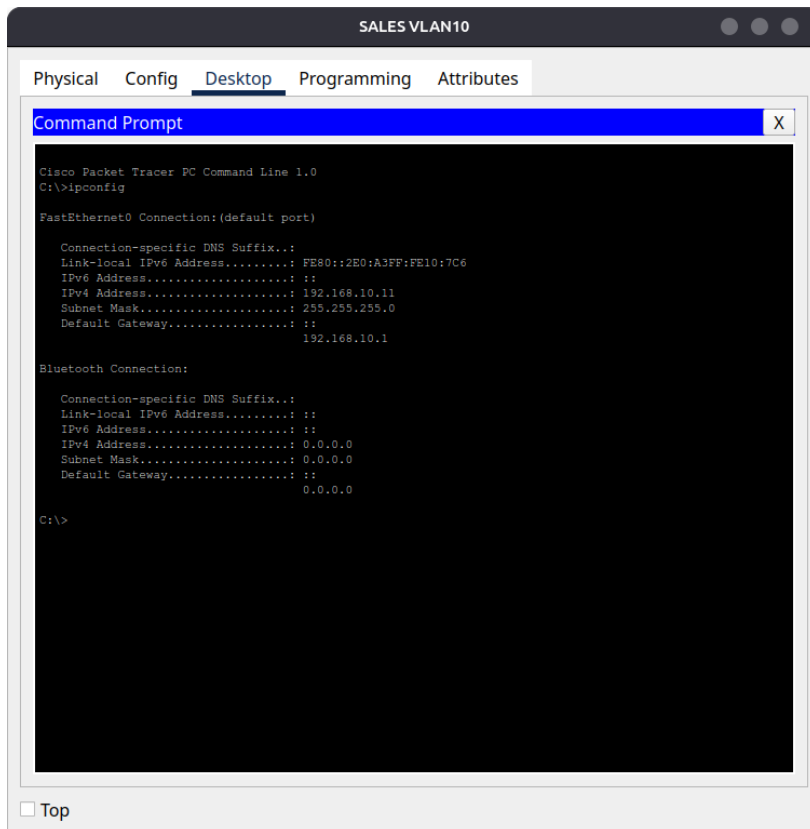 SALES VLAN10
Physical Config Desktop Programming Attributes
Command Prompt X
Cisco Packet Tracer PC Command Line 1.0
C:\>ipconfig
FastEthernet0 Connection:(default port)
Connection-specific DNS Suffix..:
Link-local IPv6 Address.........: FE80::2E0:A3FF:FE10:7C6
IPv6 Address....................: ::
IPv4 Address....................: 192.168.10.11
Subnet Mask.....................: 255.255.255.0
Default Gateway.................: ::
192.168.10.1
Bluetooth Connection:
Connection-specific DNS Suffix..:
Link-local IPv6 Address.........: ::
IPv6 Address....................: ::
IPv4 Address....................: 0.0.0.0
Subnet Mask.....................: 0.0.0.0
Default Gateway.................: ::
0.0.0.0
C:\>
Top